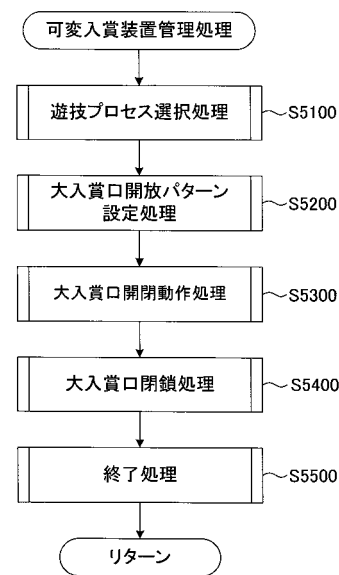 可変入賞装置管理処理
遊技プロセス選択処理
S5100
大入賞口開放パターン
設定処理
S5200
大入賞口開閉動作処理
S5300
大入賞口閉鎖処理
S5400
終了処理
S5500
リターン